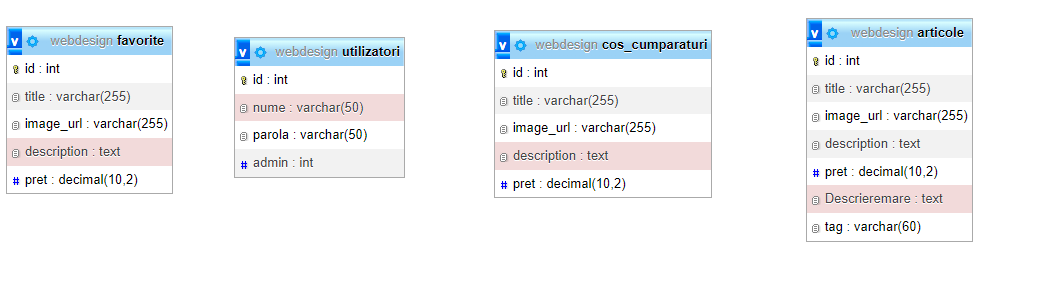 v webdesign favorite
id : int
title : varchar(255)
image_url : varchar(255)
description : text
# pret : decimal(10,2)
v webdesign utilizatori
id : int
nume : varchar(50)
parola : varchar(50)
# admin : int
v webdesign cos_cumparaturi
id : int
title : varchar(255)
image_url : varchar(255)
description : text
# pret : decimal(10,2)
v webdesign articole
id : int
title : varchar(255)
image_url : varchar(255)
description : text
# pret : decimal(10,2)
Descrieremare : text
tag : varchar(60)